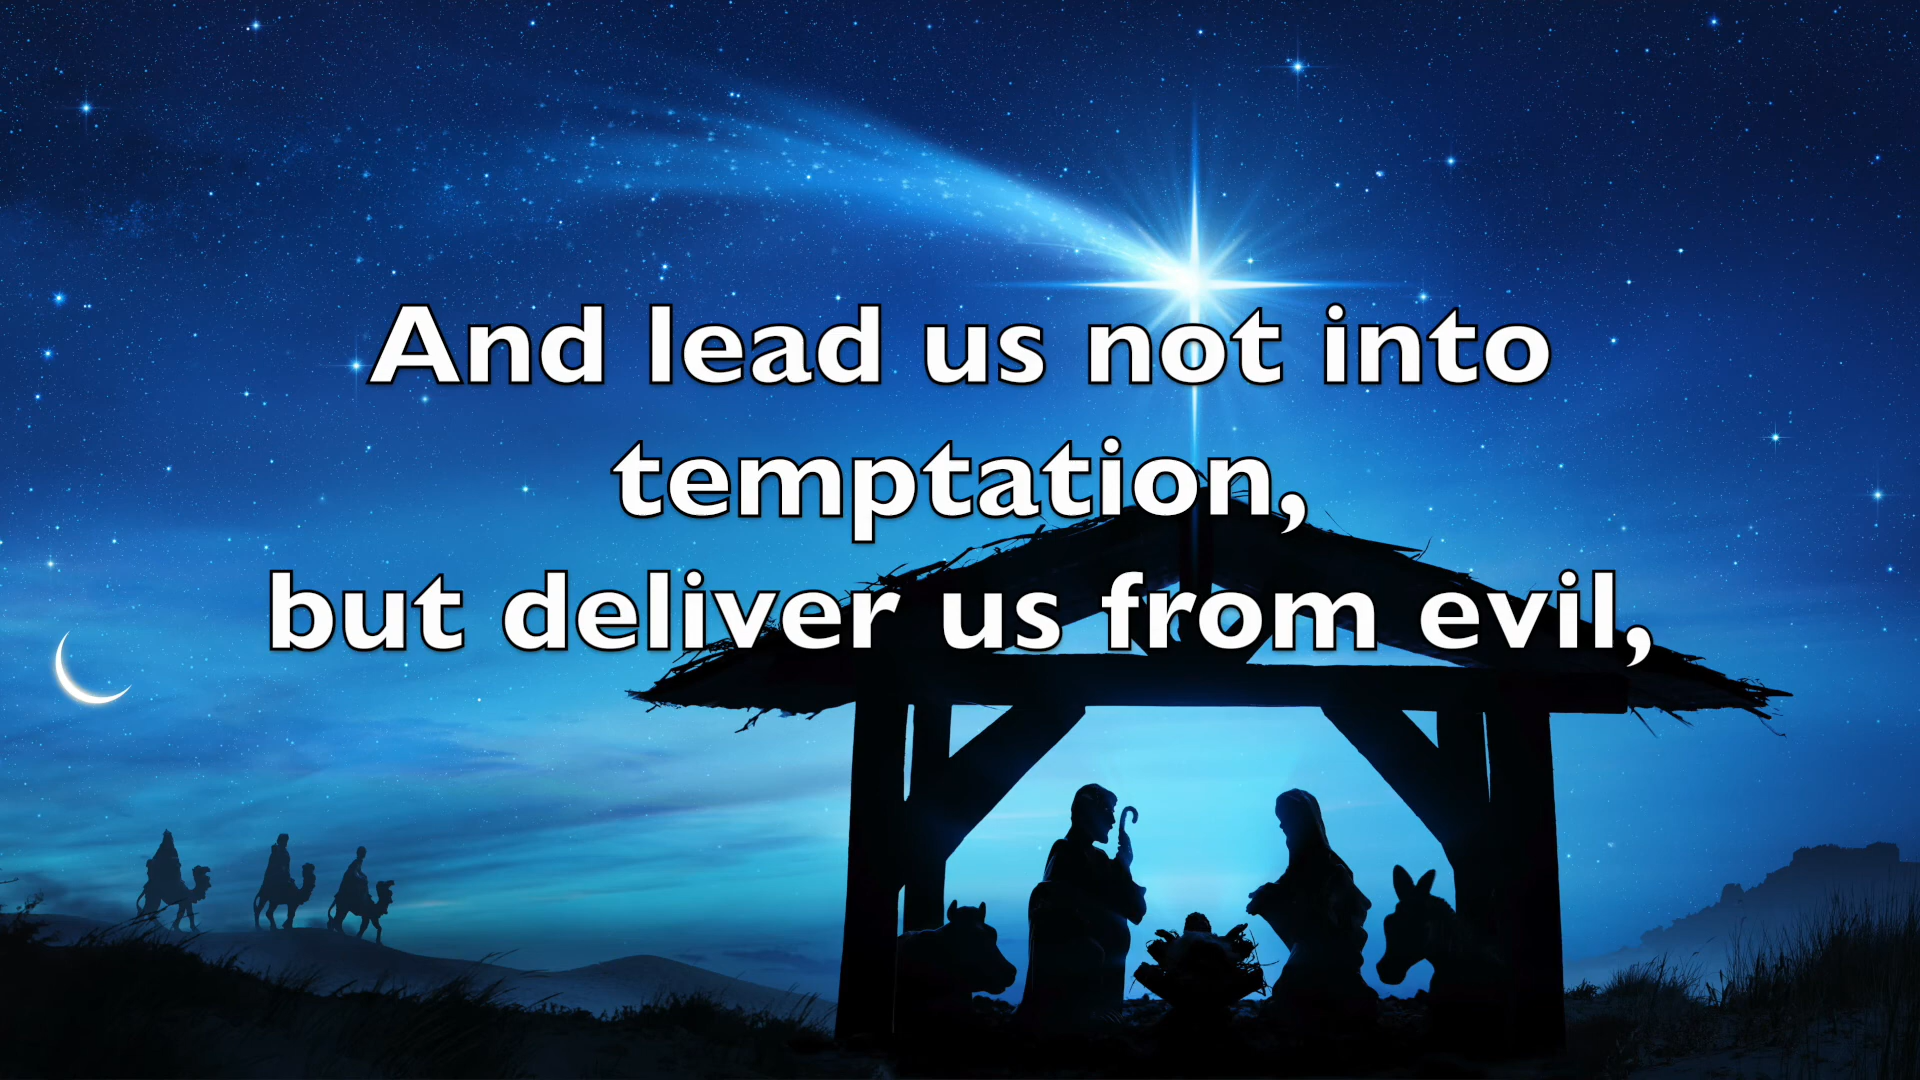 And lead us not into
temptation,
but deliver us from evil,